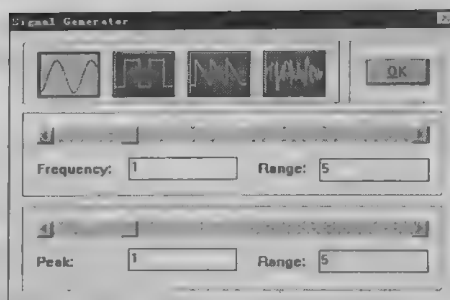 Signal Generator
OK
Frequency: 1 Range: 5
Peak: 1 Range: 5